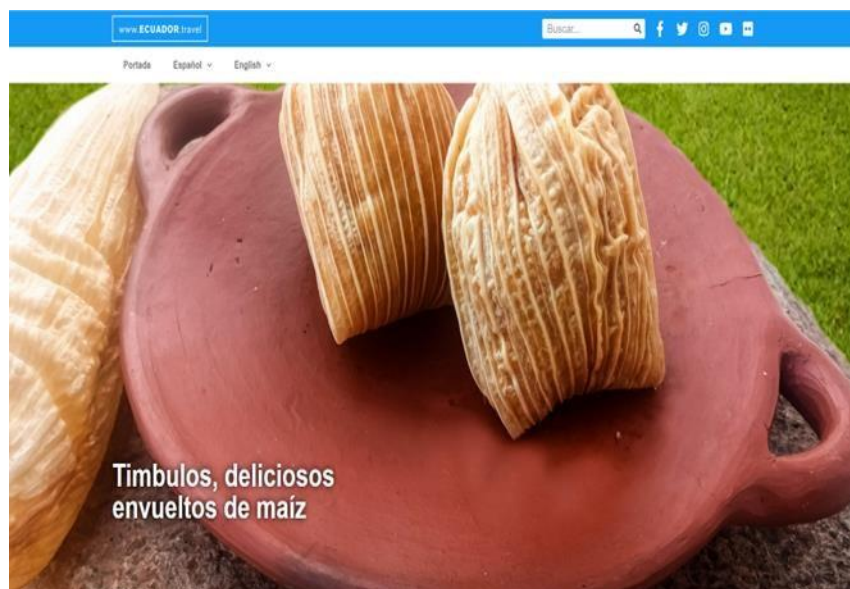 www.ECUADOR.travel
Buscar...
Portada Español English
Timbulos, deliciosos
envueltos de maíz